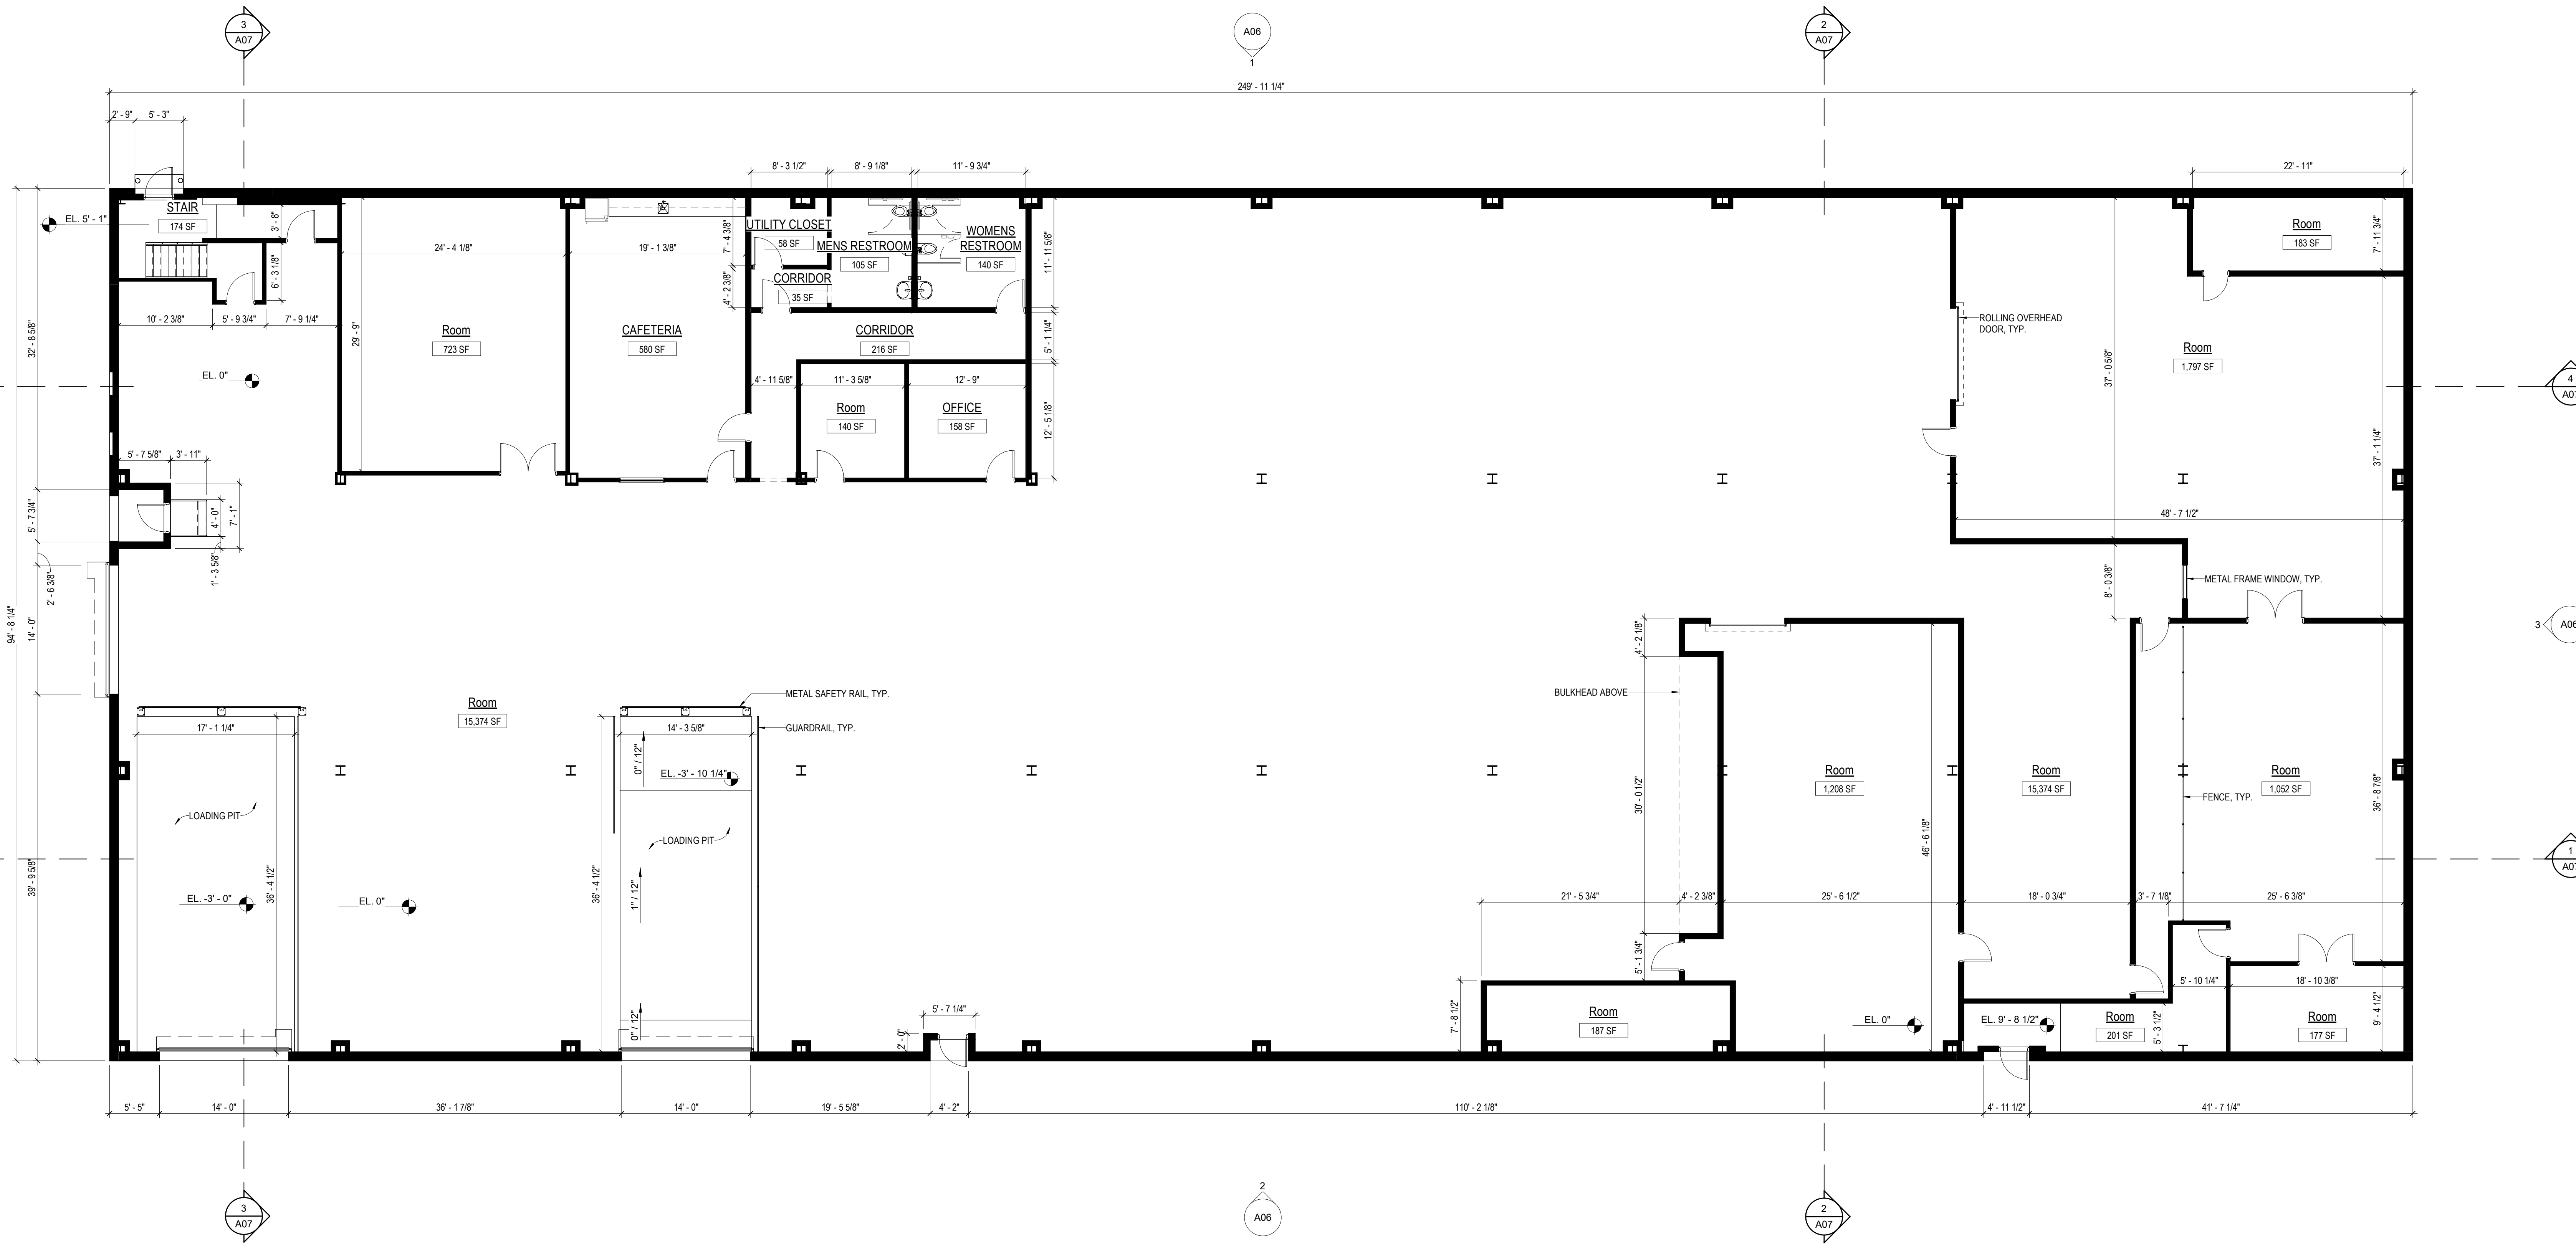 3
A07
A06
1
2
A07
249' - 11 1/4"
2' - 9"
5' - 3"
8' - 3 1/2"
8' - 9 1/8"
11' - 9 3/4"
22' - 11"
EL. 5' - 1"
STAIR
174 SF
3' - 8"
6' - 3 1/8"
10' - 2 3/8"
5' - 9 3/4"
7' - 9 1/4"
32' - 8 5/8"
EL. 0"
24' - 4 1/8"
29' - 9"
Room
723 SF
19' - 1 3/8"
CAFETERIA
580 SF
UTILITY CLOSET
58 SF
7' - 4 3/8"
4' - 2 3/8"
MENS RESTROOM
105 SF
WOMENS
RESTROOM
140 SF
CORRIDOR
35 SF
11' - 11 5/8"
CORRIDOR
216 SF
5' - 1 1/4"
4' - 11 5/8"
11' - 3 5/8"
12' - 9"
Room
140 SF
OFFICE
158 SF
12' - 5 1/8"
Room
183 SF
7' - 11 3/4"
ROLLING OVERHEAD
DOOR, TYP.
Room
1,797 SF
37' - 0 5/8"
37' - 1 1/4"
4
A07
48' - 7 1/2"
8' - 0 3/8"
METAL FRAME WINDOW, TYP.
3
A06
5' - 7 5/8"
3' - 11"
5' - 7 3/4"
4' - 0"
7' - 1"
1' - 3 5/8"
2' - 6 3/8"
94' - 8 1/4"
14' - 0"
39' - 9 5/8"
Room
15,374 SF
METAL SAFETY RAIL, TYP.
GUARDRAIL, TYP.
17' - 1 1/4"
14' - 3 5/8"
0" / 12"
EL. -3' - 10 1/4"
LOADING PIT
LOADING PIT
36' - 4 1/2"
36' - 4 1/2"
EL. -3' - 0"
EL. 0"
1" / 12"
0" / 12"
4' - 2 1/8"
BULKHEAD ABOVE
30' - 0 1/2"
Room
1,208 SF
46' - 6 1/8"
Room
15,374 SF
FENCE, TYP.
Room
1,052 SF
36' - 8 7/8"
1
A07
21' - 5 3/4"
4' - 2 3/8"
25' - 6 1/2"
18' - 0 3/4"
3' - 7 1/8"
25' - 6 3/8"
5' - 1 3/4"
7' - 8 1/2"
5' - 7 1/4"
2' - 0"
Room
187 SF
EL. 0"
EL. 9' - 8 1/2"
Room
201 SF
5' - 3 1/2"
5' - 10 1/4"
18' - 10 3/8"
Room
177 SF
9' - 4 1/2"
5' - 5"
14' - 0"
36' - 1 7/8"
14' - 0"
19' - 5 5/8"
4' - 2"
110' - 2 1/8"
4' - 11 1/2"
41' - 7 1/4"
3
A07
2
A06
2
A07